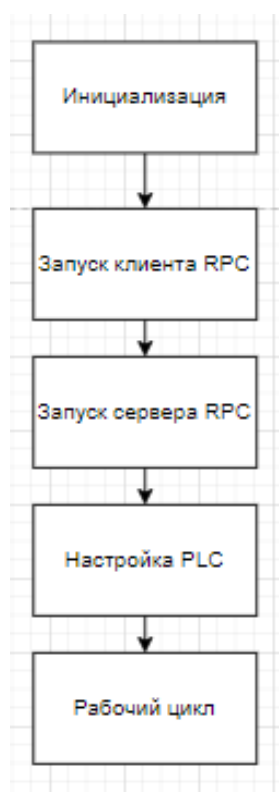 Инициализация
Запуск клиента RPC
Запуск сервера RPC
Настройка PLC
Рабочий цикл